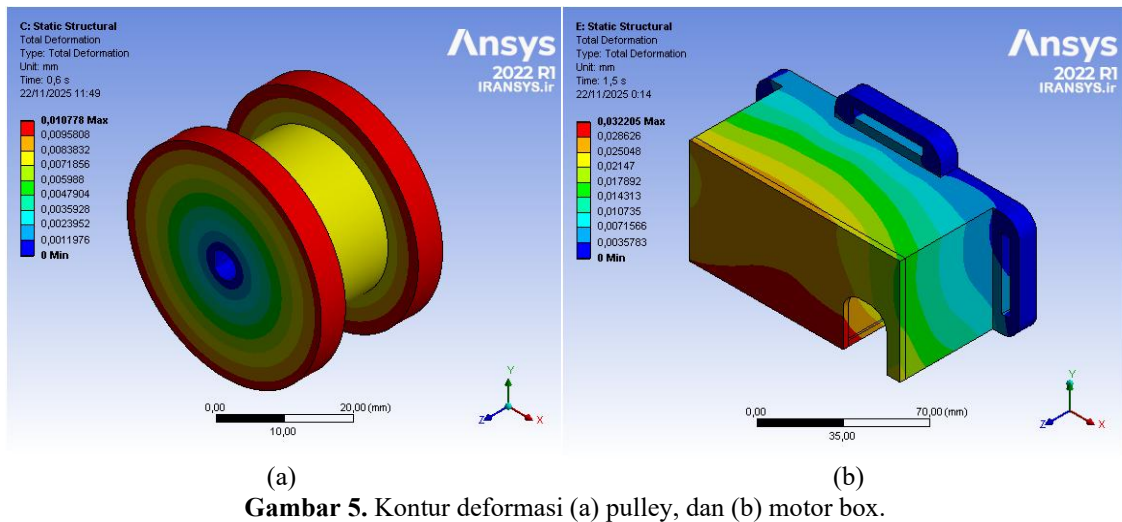 C: Static Structural
Total Deformation
Type: Total Deformation
Unit: mm
Time: 0,6 s
22/11/2025 11:49
Ansys
2022 R1
IRANSYS.ir
0,010778 Max
0,0095808
0,0083832
0,0071856
0,005988
0,0047904
0,0035928
0,0023952
0,0011976
0 Min
0,00
20,00 (mm)
10,00
Y
Z
X
(a)
E: Static Structural
Total Deformation
Type: Total Deformation
Unit: mm
Time: 1,5 s
22/11/2025 0:14
Ansys
2022 R1
IRANSYS.ir
0,032205 Max
0,028626
0,025048
0,02147
0,017892
0,014313
0,010735
0,0071566
0,0035783
0 Min
0,00
70,00 (mm)
35,00
Y
Z
X
(b)
Gambar 5. Kontur deformasi (a) pulley, dan (b) motor box.